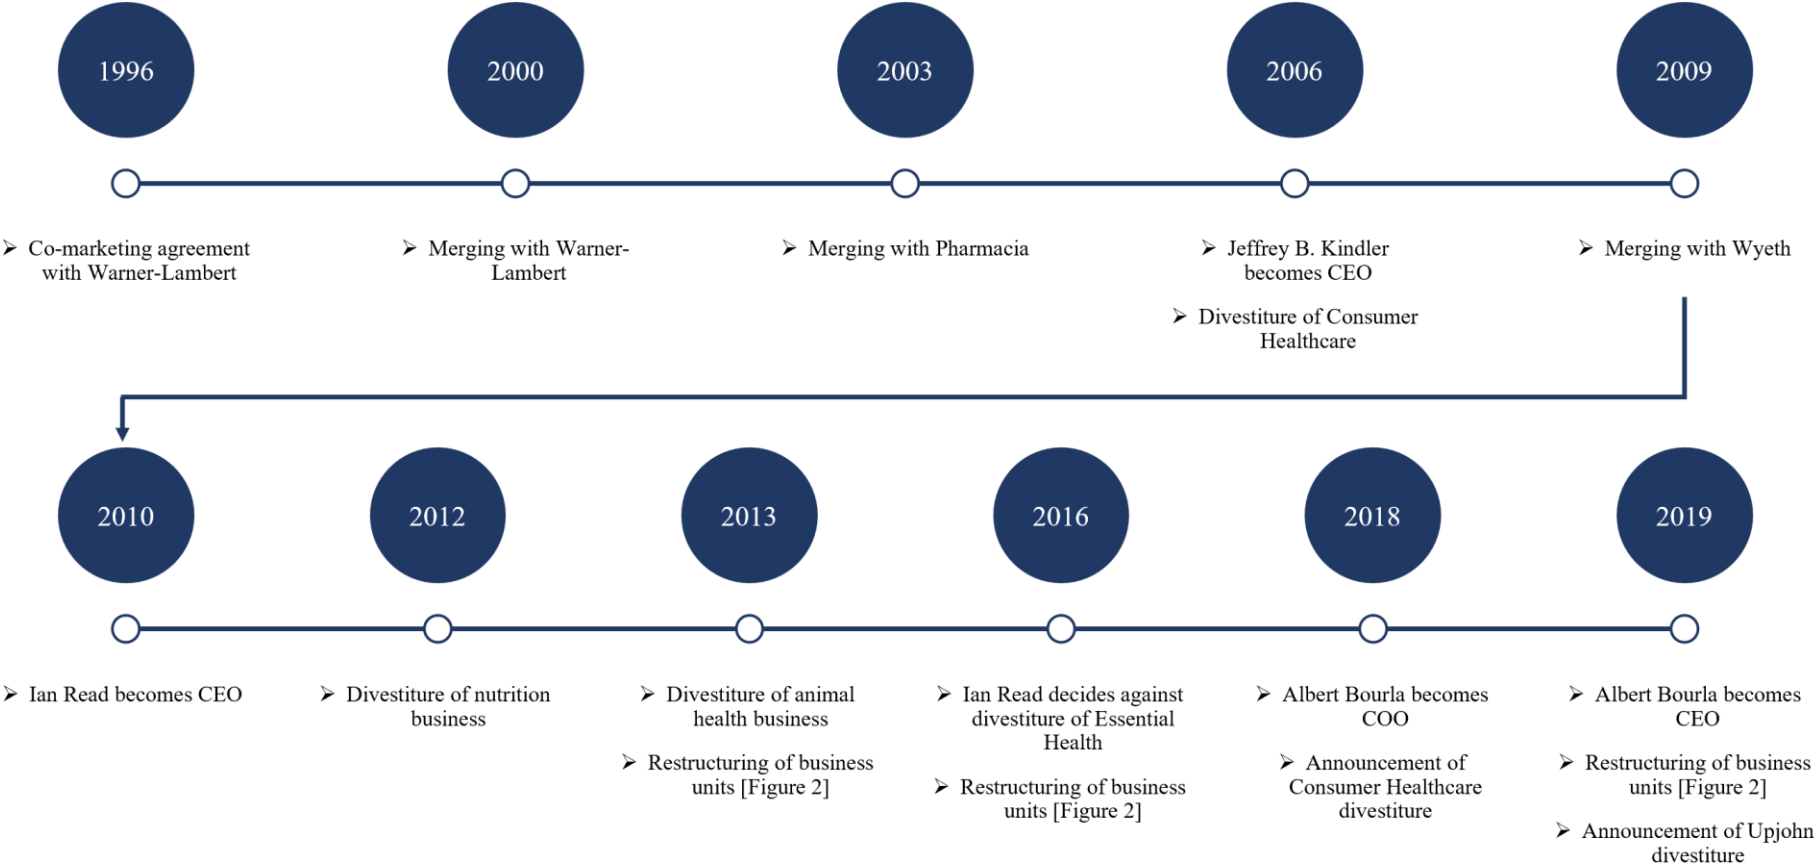 1996
2000
2003
2006
2009
➢ Co-marketing agreement
with Warner-Lambert
➢ Merging with Warner-
Lambert
➢ Merging with Pharmacia
➢ Jeffrey B. Kindler
becomes CEO
➢ Divestiture of Consumer
Healthcare
➢ Merging with Wyeth
2010
2012
2013
2016
2018
2019
➢ Ian Read becomes CEO
➢ Divestiture of nutrition
business
➢ Divestiture of animal
health business
➢ Restructuring of business
units [Figure 2]
➢ Ian Read decides against
divestiture of Essential
Health
➢ Restructuring of business
units [Figure 2]
➢ Albert Bourla becomes
COO
➢ Announcement of
Consumer Healthcare
divestiture
➢ Albert Bourla becomes
CEO
➢ Restructuring of business
units [Figure 2]
➢ Announcement of Upjohn
divestiture